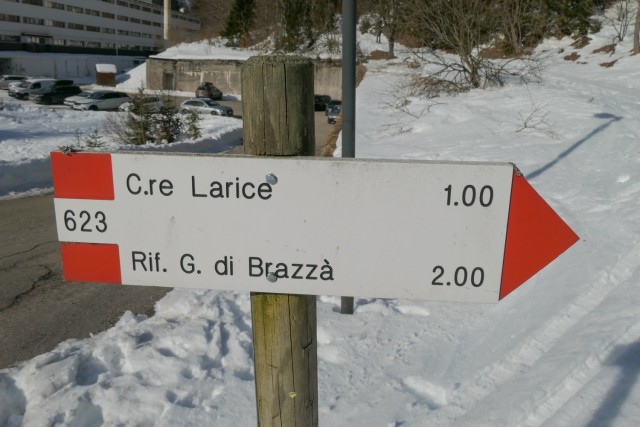 C.re Larice 1.00
623
Rif. G. di Brazzà 2.00